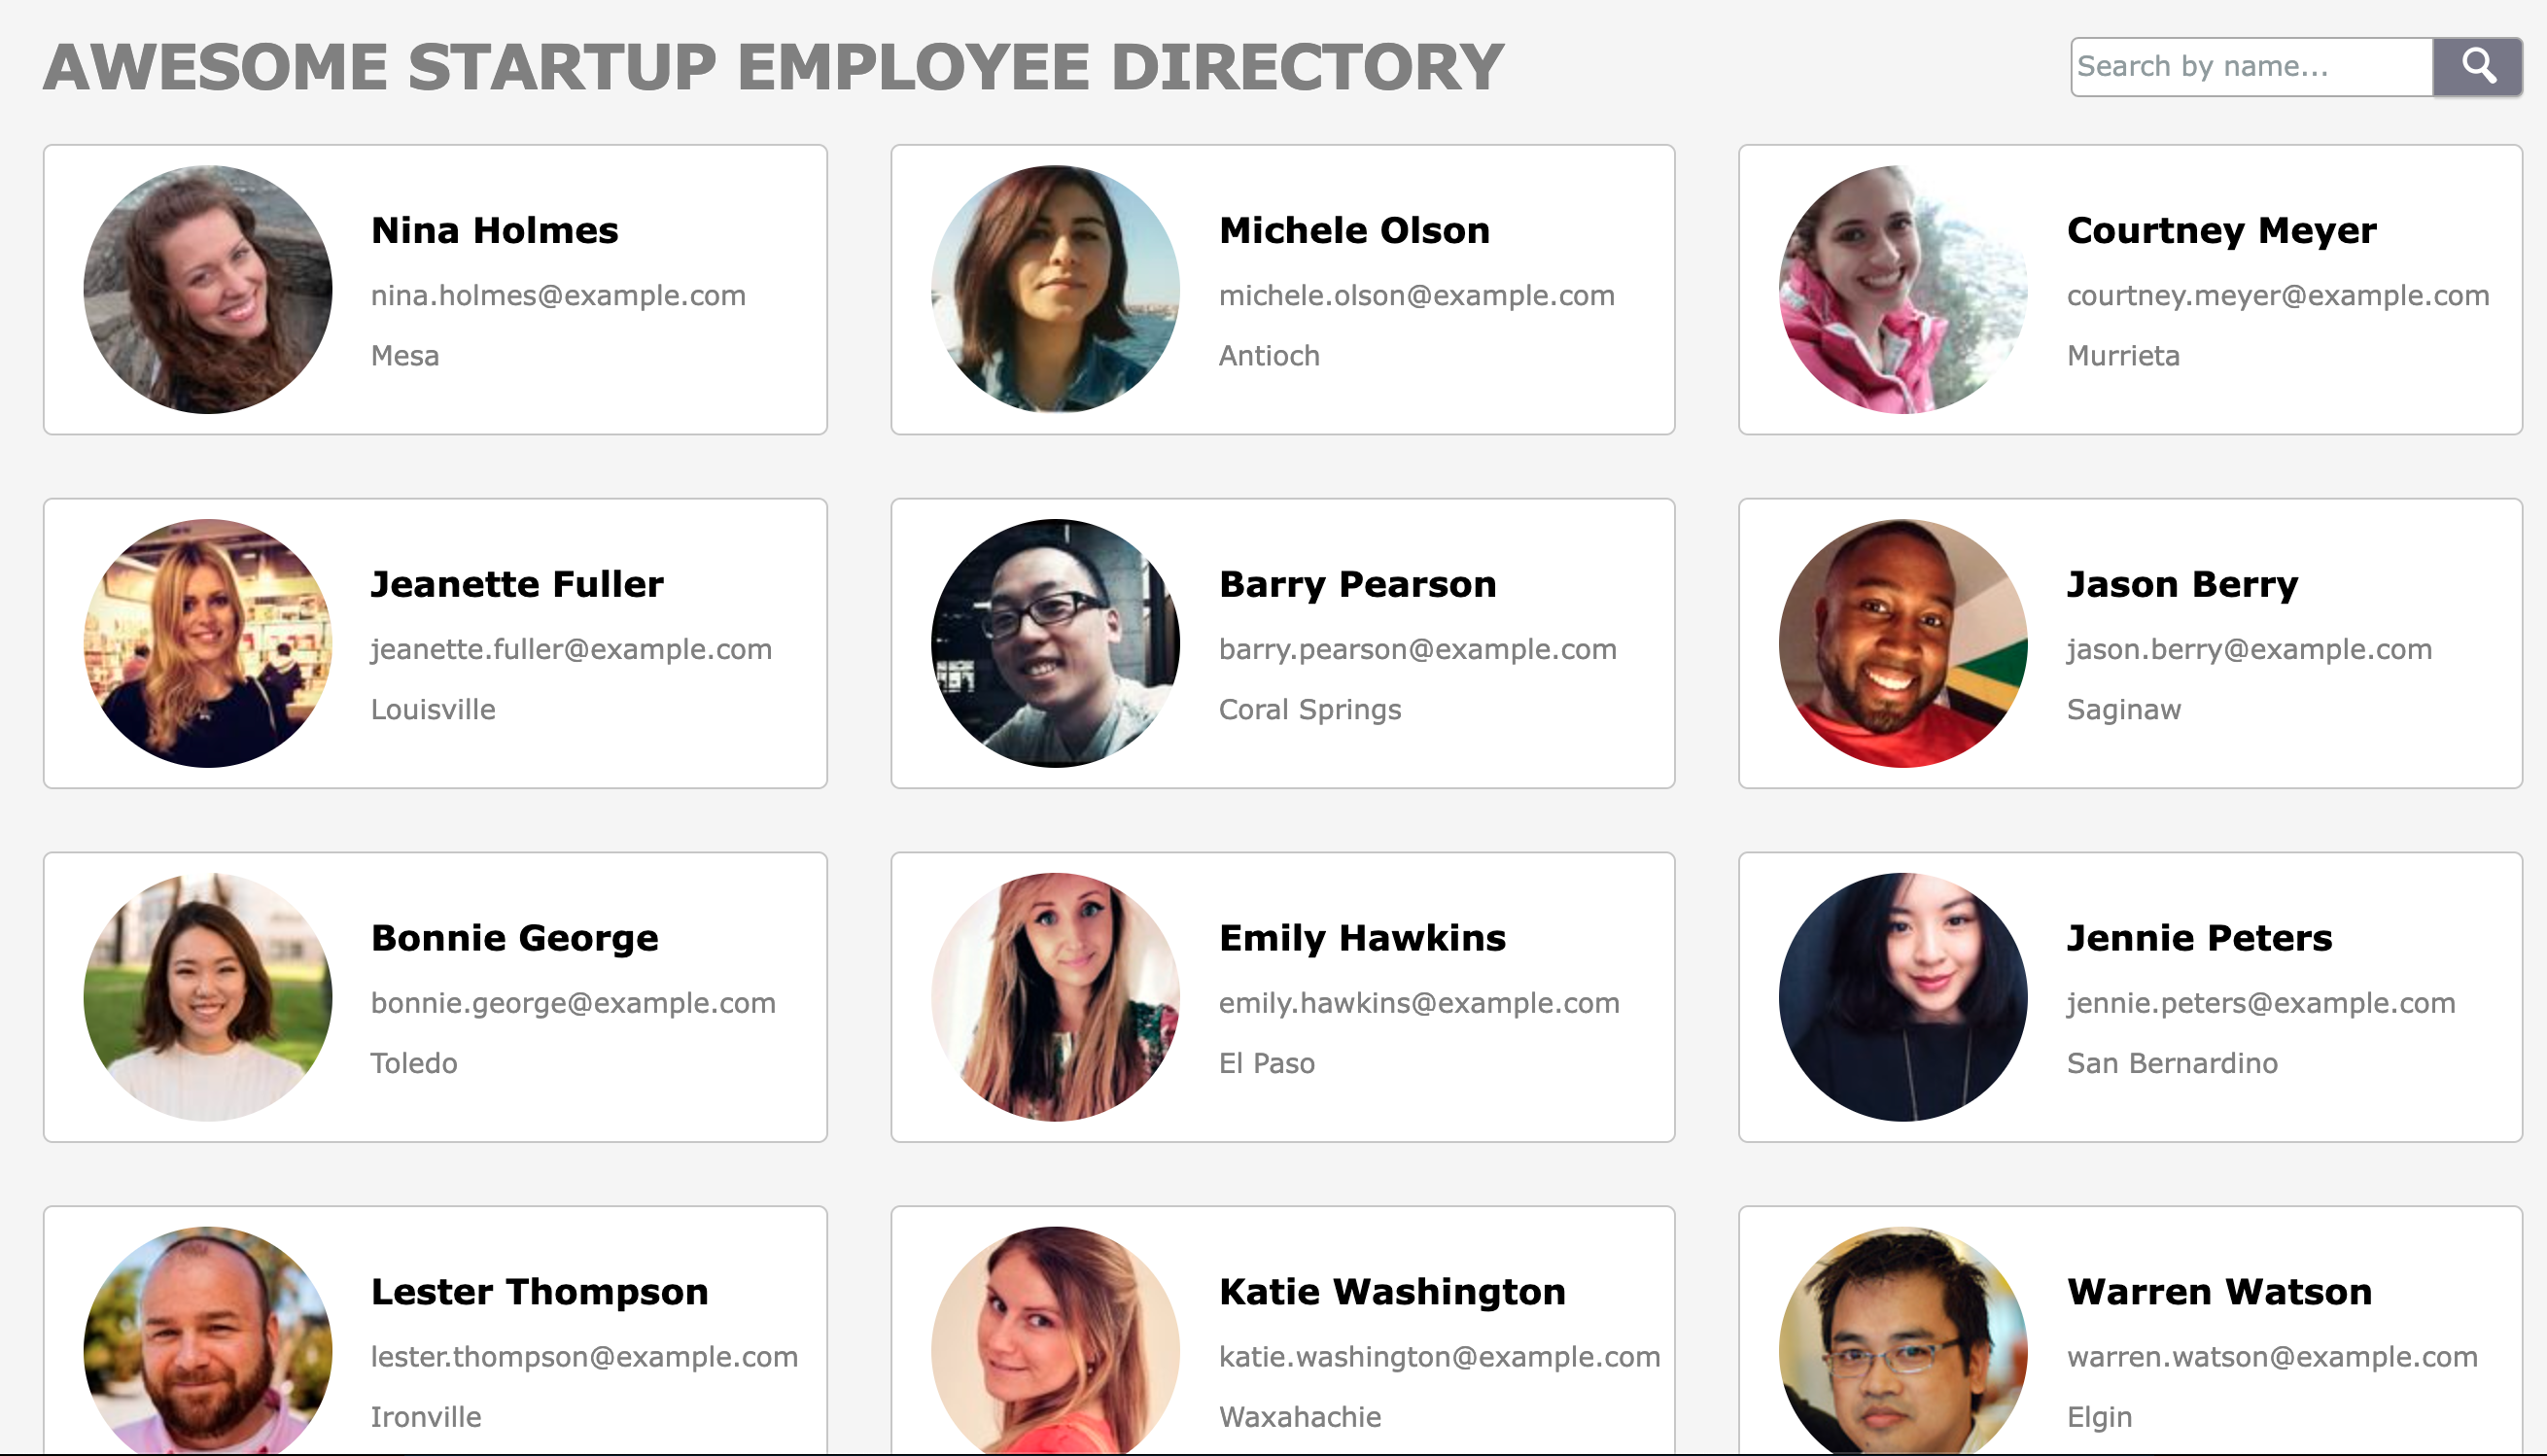 AWESOME STARTUP EMPLOYEE DIRECTORY
Search by name...
Nina Holmes
nina.holmes@example.com
Mesa
Michele Olson
michele.olson@example.com
Antioch
Courtney Meyer
courtney.meyer@example.com
Murrieta
Jeanette Fuller
jeanette.fuller@example.com
Louisville
Barry Pearson
barry.pearson@example.com
Coral Springs
Jason Berry
jason.berry@example.com
Saginaw
Bonnie George
bonnie.george@example.com
Toledo
Emily Hawkins
emily.hawkins@example.com
El Paso
Jennie Peters
jennie.peters@example.com
San Bernardino
Lester Thompson
lester.thompson@example.com
Ironville
Katie Washington
katie.washington@example.com
Waxahachie
Warren Watson
warren.watson@example.com
Elgin